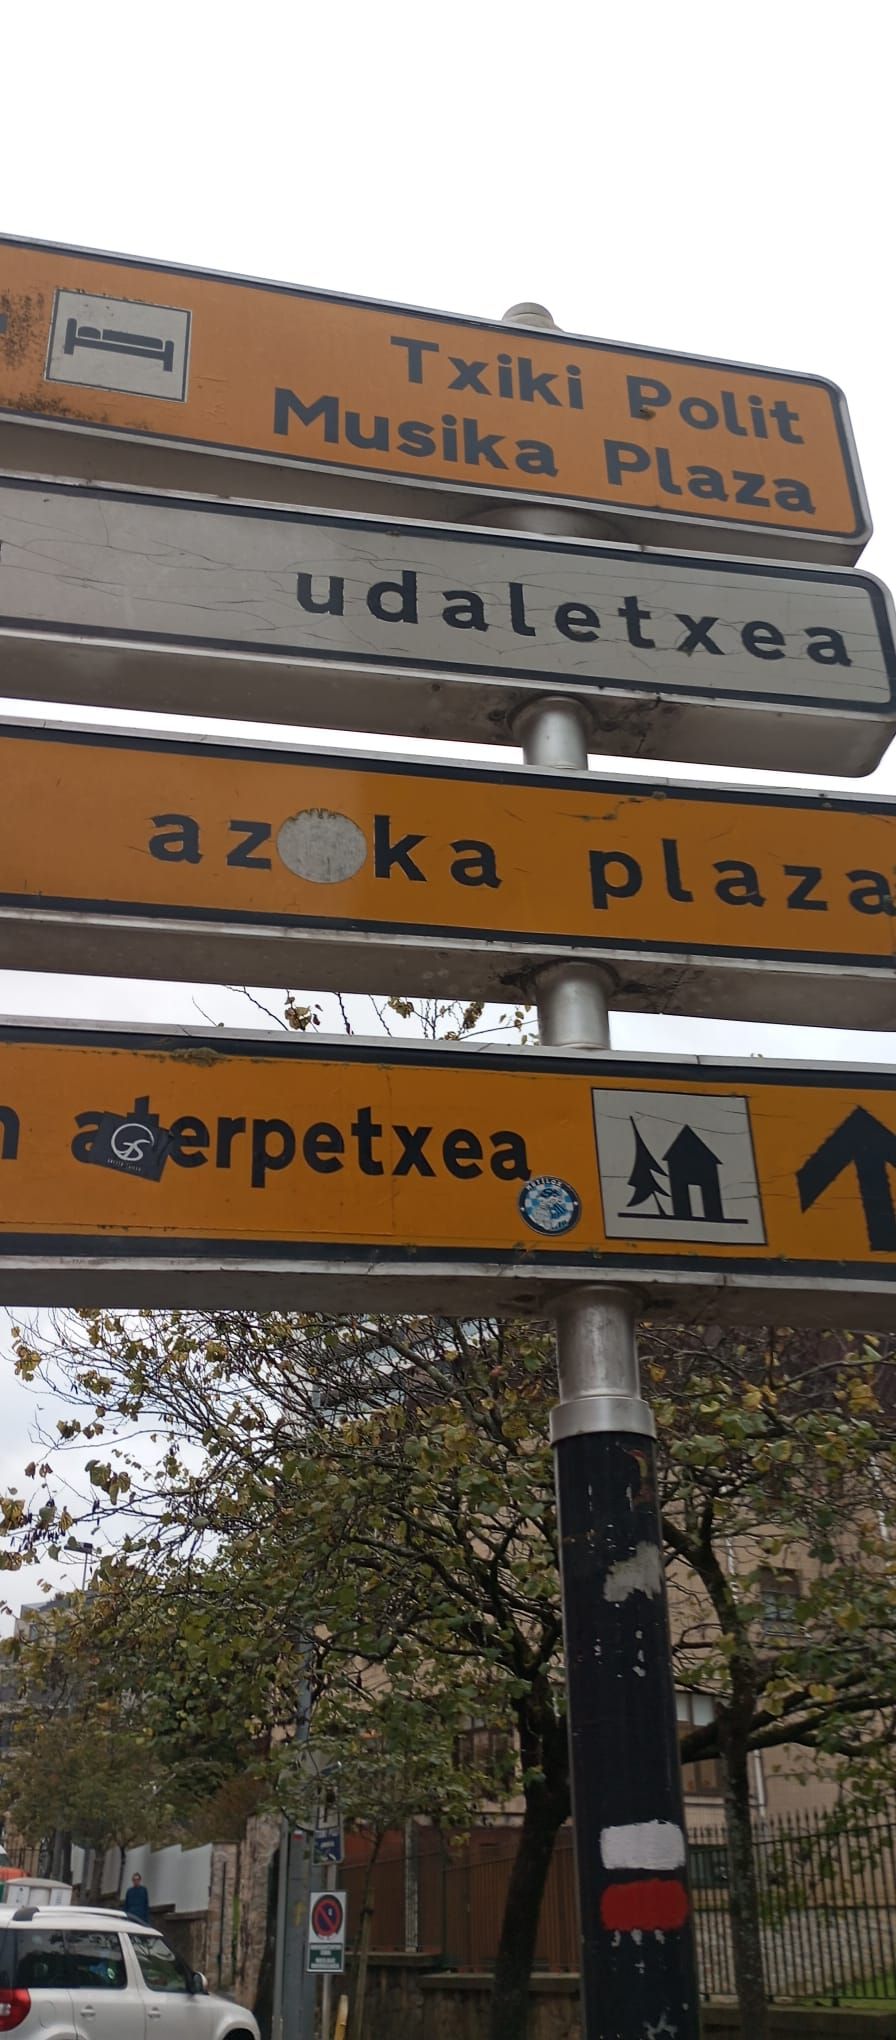 Txiki Polit
Musika Plaza
udaletxea
azoka plaza
aterpetxea